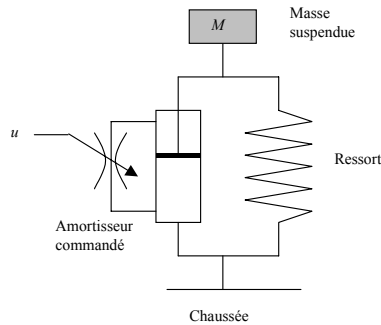 Masse
suspendue
M
u
Ressort
Amortisseur
commandé
Chaussée